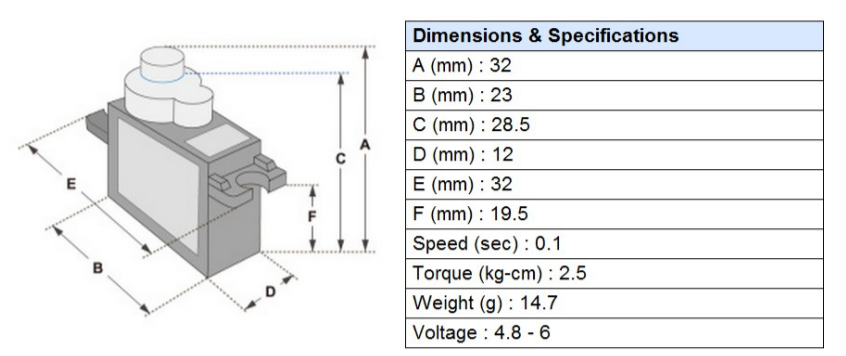 A
C
E
F
B
D
Dimensions & Specifications
A (mm) : 32
B (mm) : 23
C (mm) : 28.5
D (mm) : 12
E (mm) : 32
F (mm) : 19.5
Speed (sec) : 0.1
Torque (kg-cm) : 2.5
Weight (g) : 14.7
Voltage : 4.8 - 6